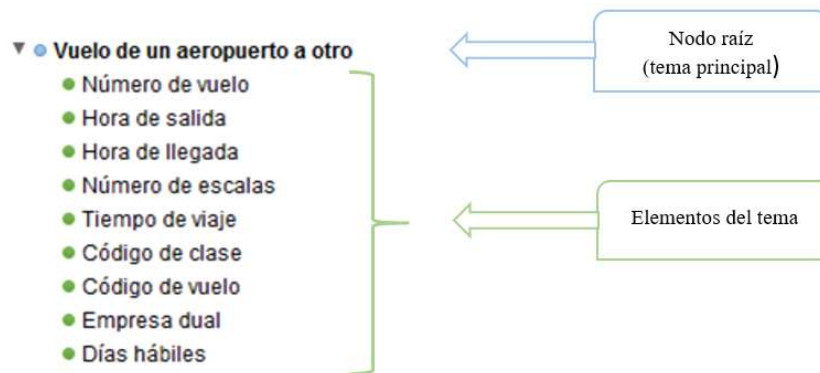 Vuelo de un aeropuerto a otro
Número de vuelo
Hora de salida
Hora de llegada
Número de escalas
Tiempo de viaje
Código de clase
Código de vuelo
Empresa dual
Días hábiles
Nodo raíz
(tema principal)
Elementos del tema